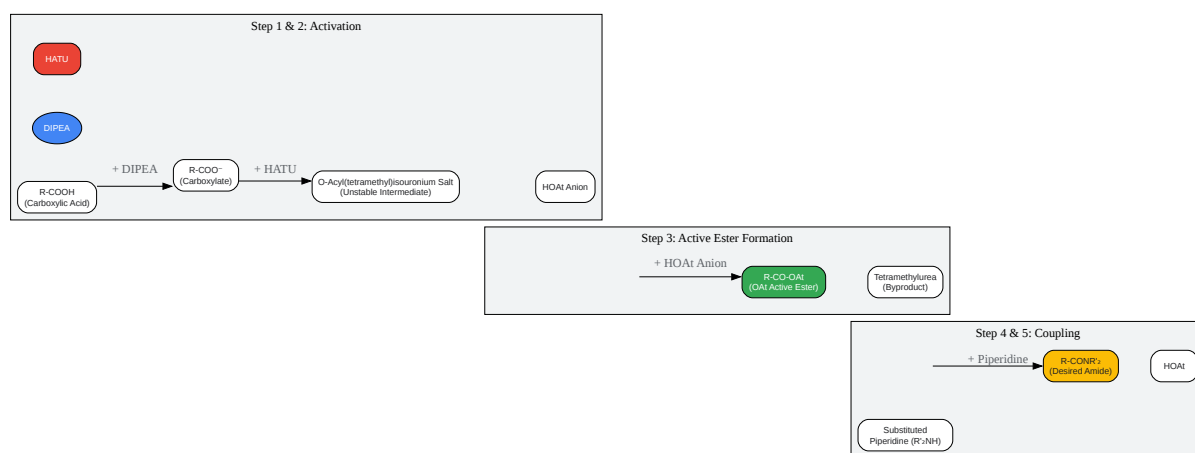 Step 1 & 2: Activation
HATU
DIPEA
+ DIPEA
+ HATU
R-COOH
(Carboxylic Acid)
R-COO⁻
(Carboxylate)
O-Acyl(tetramethyl)isouronium Salt
(Unstable Intermediate)
HOAt Anion
Step 3: Active Ester Formation
+ HOAt Anion
R-CO-OAt
(OAt Active Ester)
Tetramethylurea
(Byproduct)
Step 4 & 5: Coupling
+ Piperidine
R-CONR'₂
(Desired Amide)
HOAt
Substituted
Piperidine (R'₂NH)